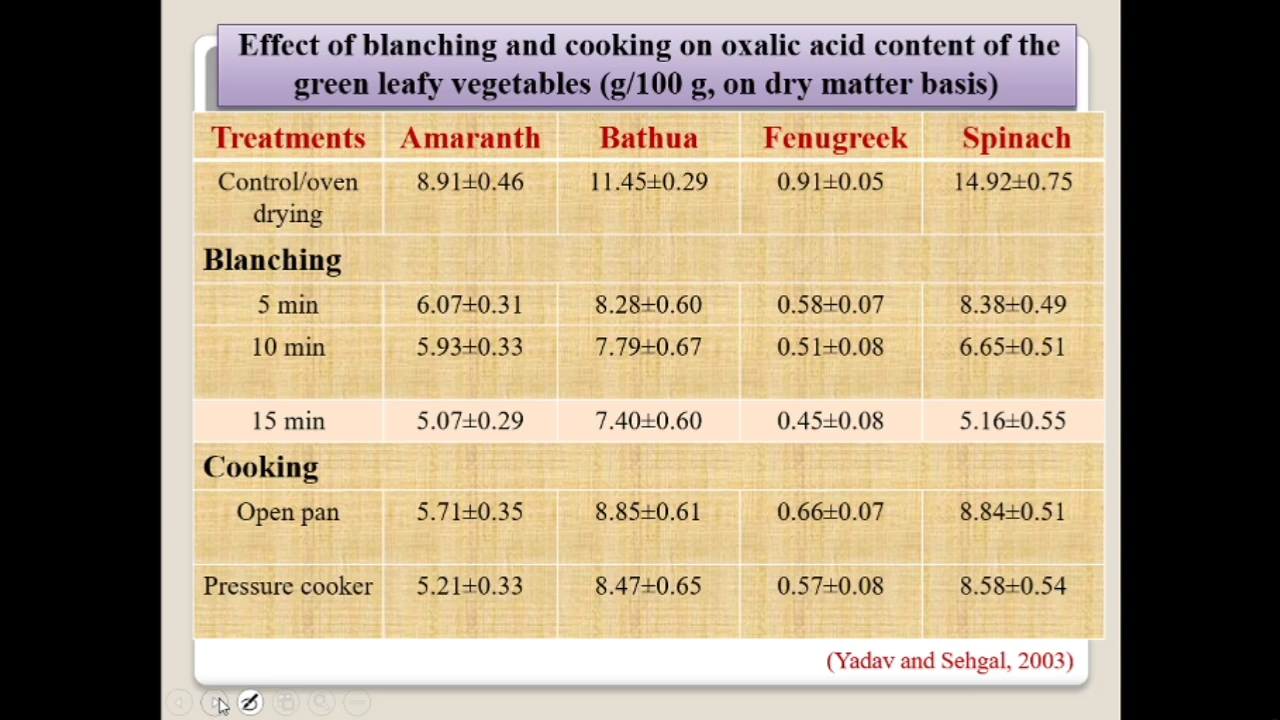 Effect of blanching and cooking on oxalic acid content of the
green leafy vegetables (g/100 g, on dry matter basis)
Treatments Amaranth Bathua Fenugreek Spinach
Control/oven drying 8.91±0.46 11.45±0.29 0.91±0.05 14.92±0.75
Blanching
5 min 6.07±0.31 8.28±0.60 0.58±0.07 8.38±0.49
10 min 5.93±0.33 7.79±0.67 0.51±0.08 6.65±0.51
15 min 5.07±0.29 7.40±0.60 0.45±0.08 5.16±0.55
Cooking
Open pan 5.71±0.35 8.85±0.61 0.66±0.07 8.84±0.51
Pressure cooker 5.21±0.33 8.47±0.65 0.57±0.08 8.58±0.54
(Yadav and Sehgal, 2003)